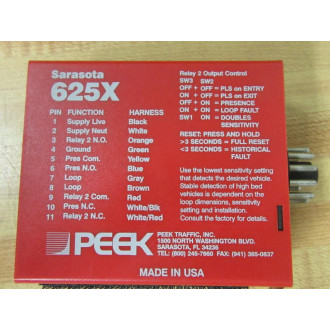 Sarasota
625X
PIN FUNCTION HARNESS
1 Supply Live Black
2 Supply Neut White
3 Relay 2 N.O. Orange
4 Ground Green
5 Pres Com. Yellow
6 Pres N.O. Blue
7 Loop Gray
8 Loop Brown
9 Relay 2 Com. Red
10 Pres N.C. White/Blk
11 Relay 2 N.C. White/Red
Relay 2 Output Control
SW3 SW2
OFF + OFF = PLS on ENTRY
ON + OFF = PLS on EXIT
OFF + ON = PRESENCE
ON + ON = LOOP FAULT
SW1 ON = DOUBLES
SENSITIVITY
RESET: PRESS AND HOLD
>3 SECONDS = FULL RESET
<3 SECONDS = HISTORICAL
FAULT
Use the lowest sensitivity setting
that detects the desired vehicle.
Stable detection of high bed
vehicles is dependent on the
loop dimensions, sensitivity
setting and installation.
Consult the factory for details.
PEEK
PEEK TRAFFIC, INC.
1500 NORTH WASHINGTON BLVD.
SARASOTA, FL 34236
TEL: (800) 245-7660 FAX: (941) 365-0837
MADE IN USA